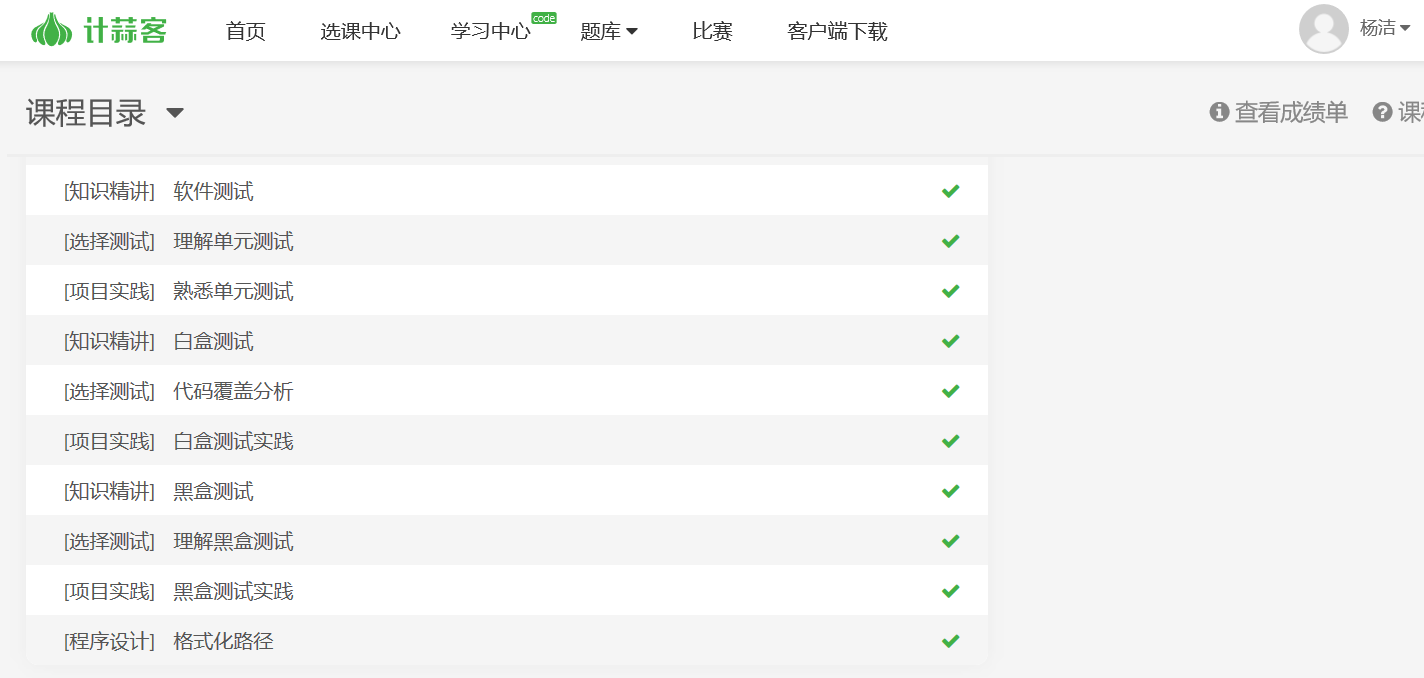 计蒜客 首页 选课中心 学习中心 code 题库 比赛 客户端下载 杨洁
课程目录 查看成绩单 课
[知识精讲] 软件测试
[选择测试] 理解单元测试
[项目实践] 熟悉单元测试
[知识精讲] 白盒测试
[选择测试] 代码覆盖分析
[项目实践] 白盒测试实践
[知识精讲] 黑盒测试
[选择测试] 理解黑盒测试
[项目实践] 黑盒测试实践
[程序设计] 格式化路径